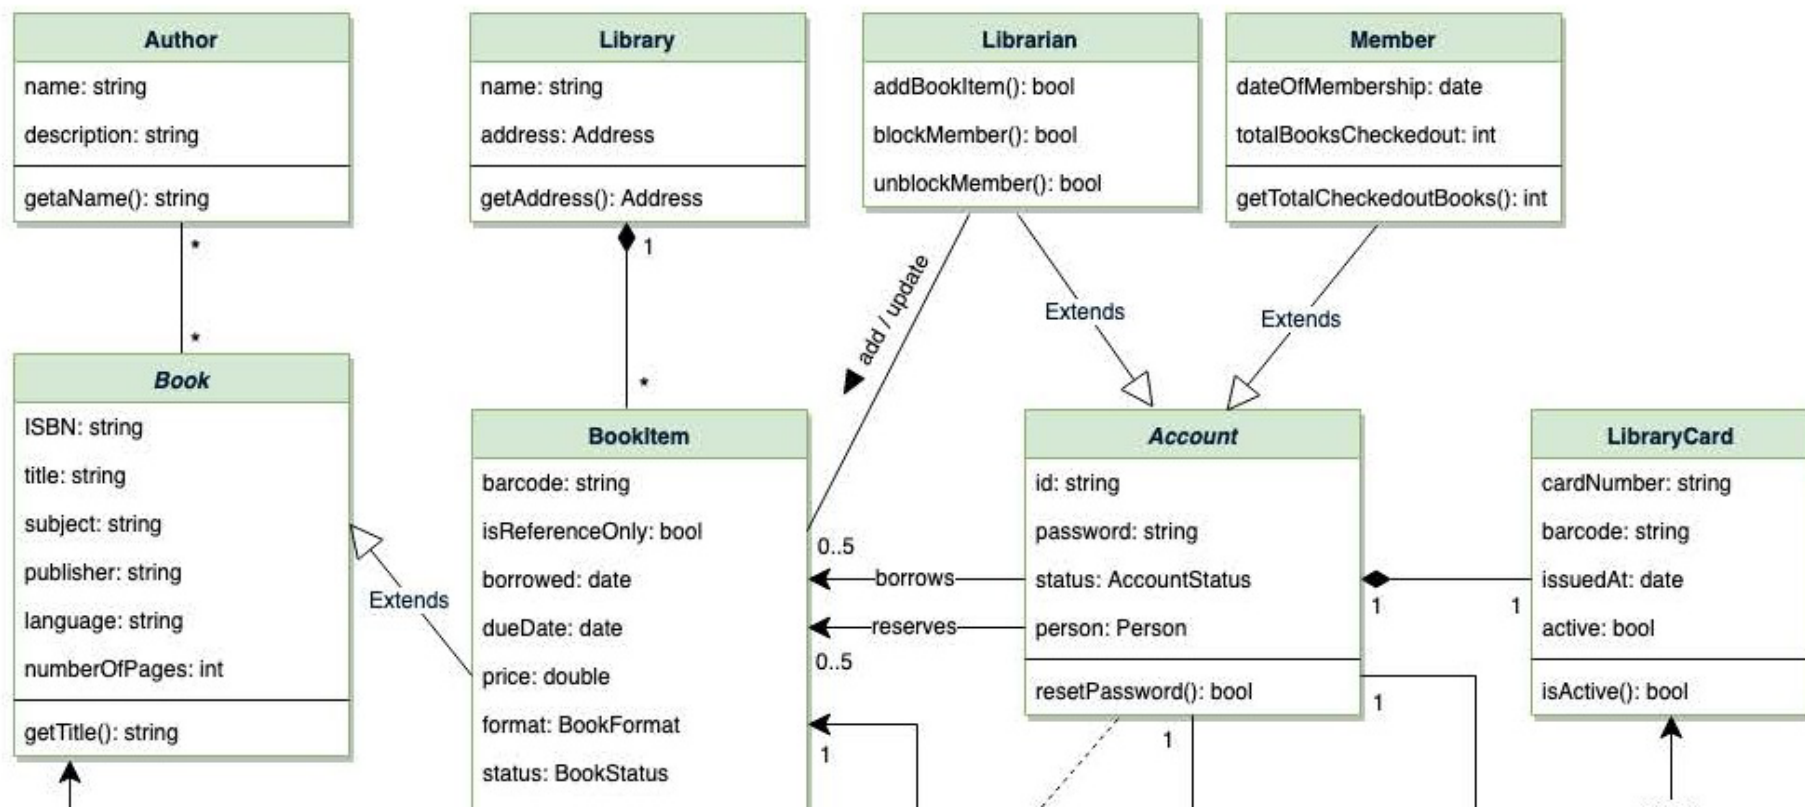 Author
name: string
description: string
getaName(): string
*
*
Library
name: string
address: Address
getAddress(): Address
1
*
Librarian
addBookItem(): bool
blockMember(): bool
unblockMember(): bool
add / update
Extends
Member
dateOfMembership: date
totalBooksCheckedout: int
getTotalCheckedoutBooks(): int
Extends
Book
ISBN: string
title: string
subject: string
publisher: string
language: string
numberOfPages: int
getTitle(): string
Extends
BookItem
barcode: string
isReferenceOnly: bool
borrowed: date
dueDate: date
price: double
format: BookFormat
status: BookStatus
0..5
borrows
reserves
0..5
1
Account
id: string
password: string
status: AccountStatus
person: Person
resetPassword(): bool
1
1
1
1
LibraryCard
cardNumber: string
barcode: string
issuedAt: date
active: bool
isActive(): bool